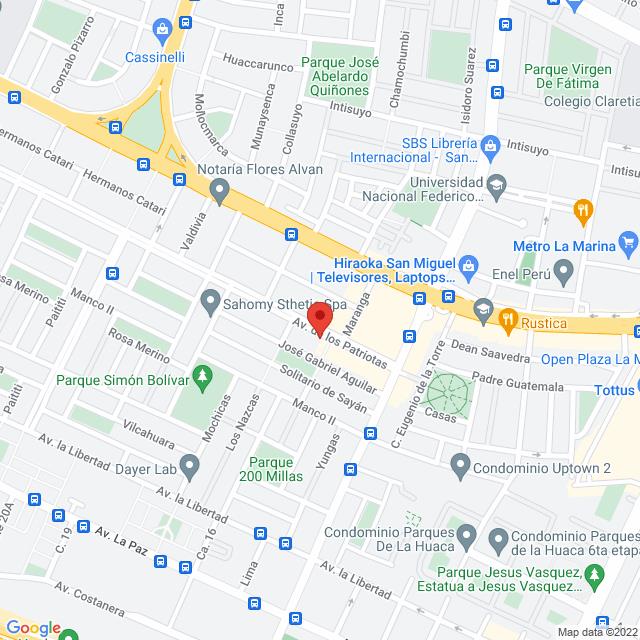 Gonzalo Pizarro
Cassinelli
Inca
Huaccarunco
Parque José
Abelardo
Quiñones
Chamochumbi
Isidoro Suarez
Parque Virgen
De Fátima
Colegio Claretia
Mollocmarca
Munaysenca
Collasuyo
Intisuyo
SBS Librería
Internacional - San...
Intisuyo
Intisuyo
Hermanos Catari
Hermanos Catari
Notaría Flores Alvan
Universidad
Nacional Federico...
Valdivia
Metro La Marina
Hiraoka San Miguel
| Televisores, Laptops...
Enel Perú
Rosa Merino
Paititi
Manco II
Sahomy Sthetic Spa
Maranga
Rustica
Av. de los Patriotas
Rosa Merino
José Gabriel Aguilar
Solitario de Sayán
Dean Saavedra
Open Plaza La M
C. Eugenio de la Torre
Padre Guatemala
Tottus
Parque Simón Bolívar
Paititi
Mochicas
Los Nazcas
Manco II
Casas
Vilcahuara
Yungas
Av. la Libertad
Dayer Lab
Parque
200 Millas
Condominio Uptown 2
Av. la Libertad
20A
C. 19
Av. La Paz
Ca. 16
Condominio Parques
De La Huaca
Condominio Parques
de la Huaca 6ta etapa
Lima
Av. la Libertad
Parque Jesus Vasquez,
Estatua a Jesus Vasquez...
Av. Costanera
Google
Map data ©2022